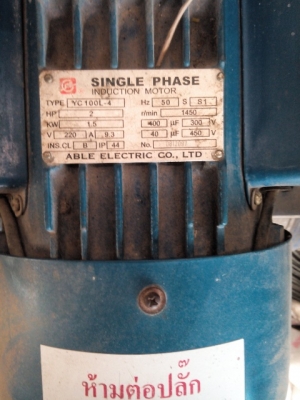 SINGLE PHASE
INDUCTION MOTOR
TYPE YC100L-4 Hz 50 S S1
HP 2 r/min 1450
KW 1.5 400 µF 300 V
V 220 A 9.3 40 µF 450 V
INS.CL B IP 44 No.
ABLE ELECTRIC CO., LTD
ห้ามต่อปลั๊ก